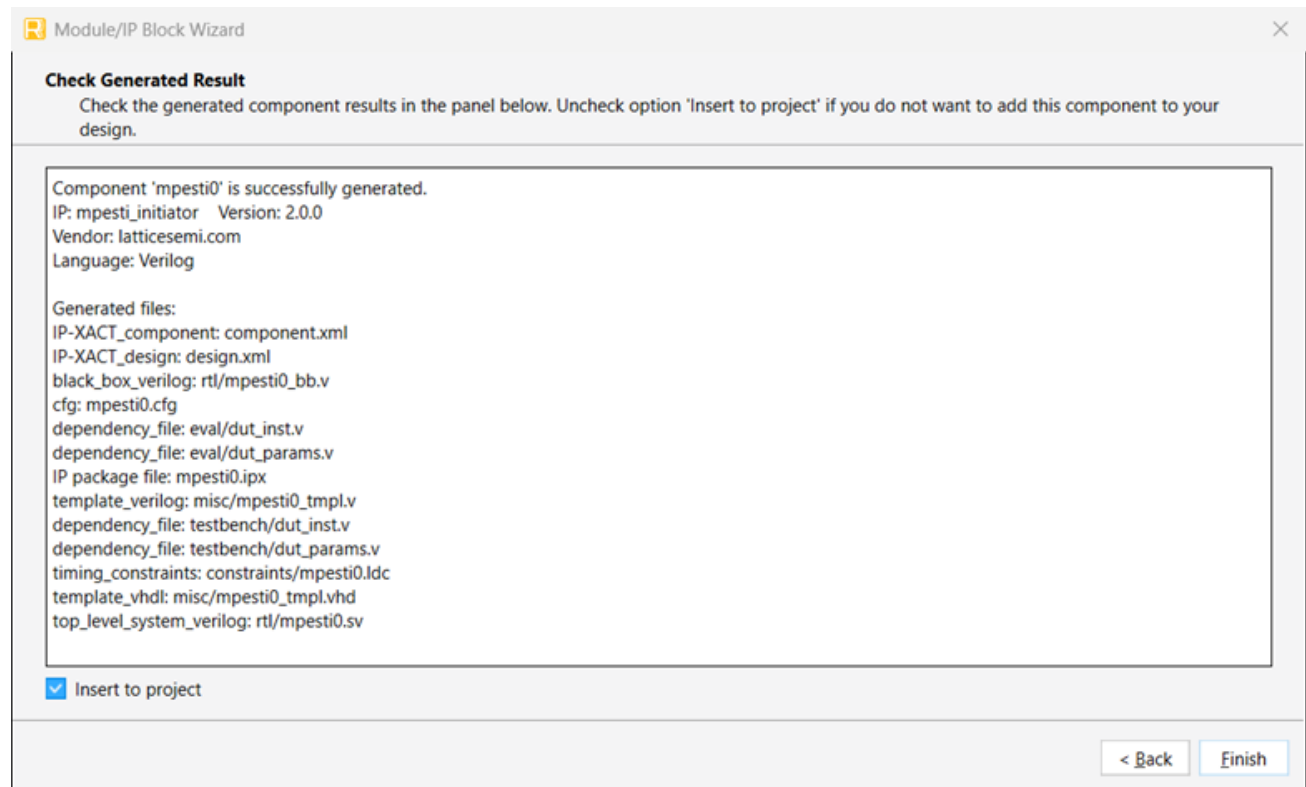 Module/IP Block Wizard
Check Generated Result
Check the generated component results in the panel below. Uncheck option 'Insert to project' if you do not want to add this component to your
design.
Component 'mpesti0' is successfully generated.
IP: mpesti_initiator    Version: 2.0.0
Vendor: latticesemi.com
Language: Verilog
Generated files:
IP-XACT_component: component.xml
IP-XACT_design: design.xml
black_box_verilog: rtl/mpesti0_bb.v
cfg: mpesti0.cfg
dependency_file: eval/dut_inst.v
dependency_file: eval/dut_params.v
IP package file: mpesti0.ipx
template_verilog: misc/mpesti0_tmpl.v
dependency_file: testbench/dut_inst.v
dependency_file: testbench/dut_params.v
timing_constraints: constraints/mpesti0.ldc
template_vhdl: misc/mpesti0_tmpl.vhd
top_level_system_verilog: rtl/mpesti0.sv
Insert to project
< Back Finish